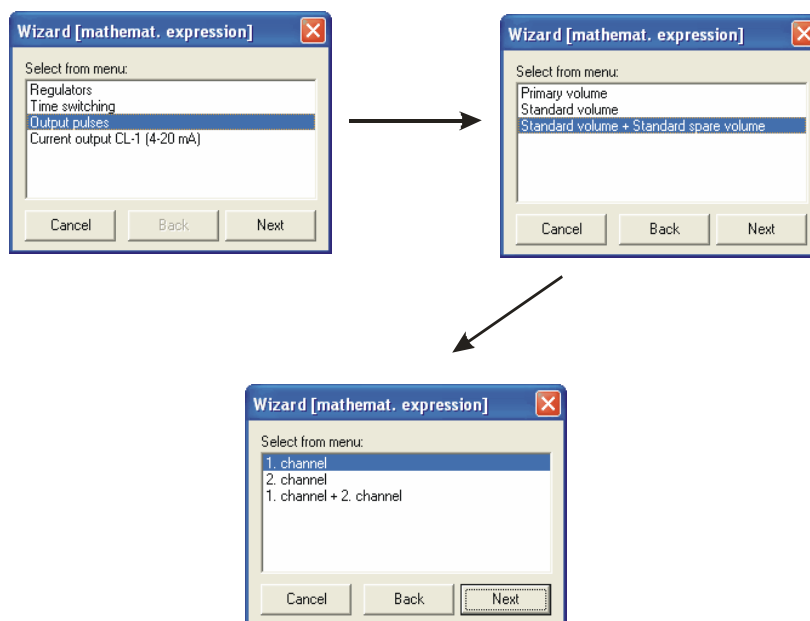 Wizard [mathemat. expression]
Select from menu:
Regulators
Time switching
Output pulses
Current output CL-1 (4-20 mA)
Cancel
Back
Next
Wizard [mathemat. expression]
Select from menu:
Primary volume
Standard volume
Standard volume + Standard spare volume
Cancel
Back
Next
Wizard [mathemat. expression]
Select from menu:
1. channel
2. channel
1. channel + 2. channel
Cancel
Back
Next